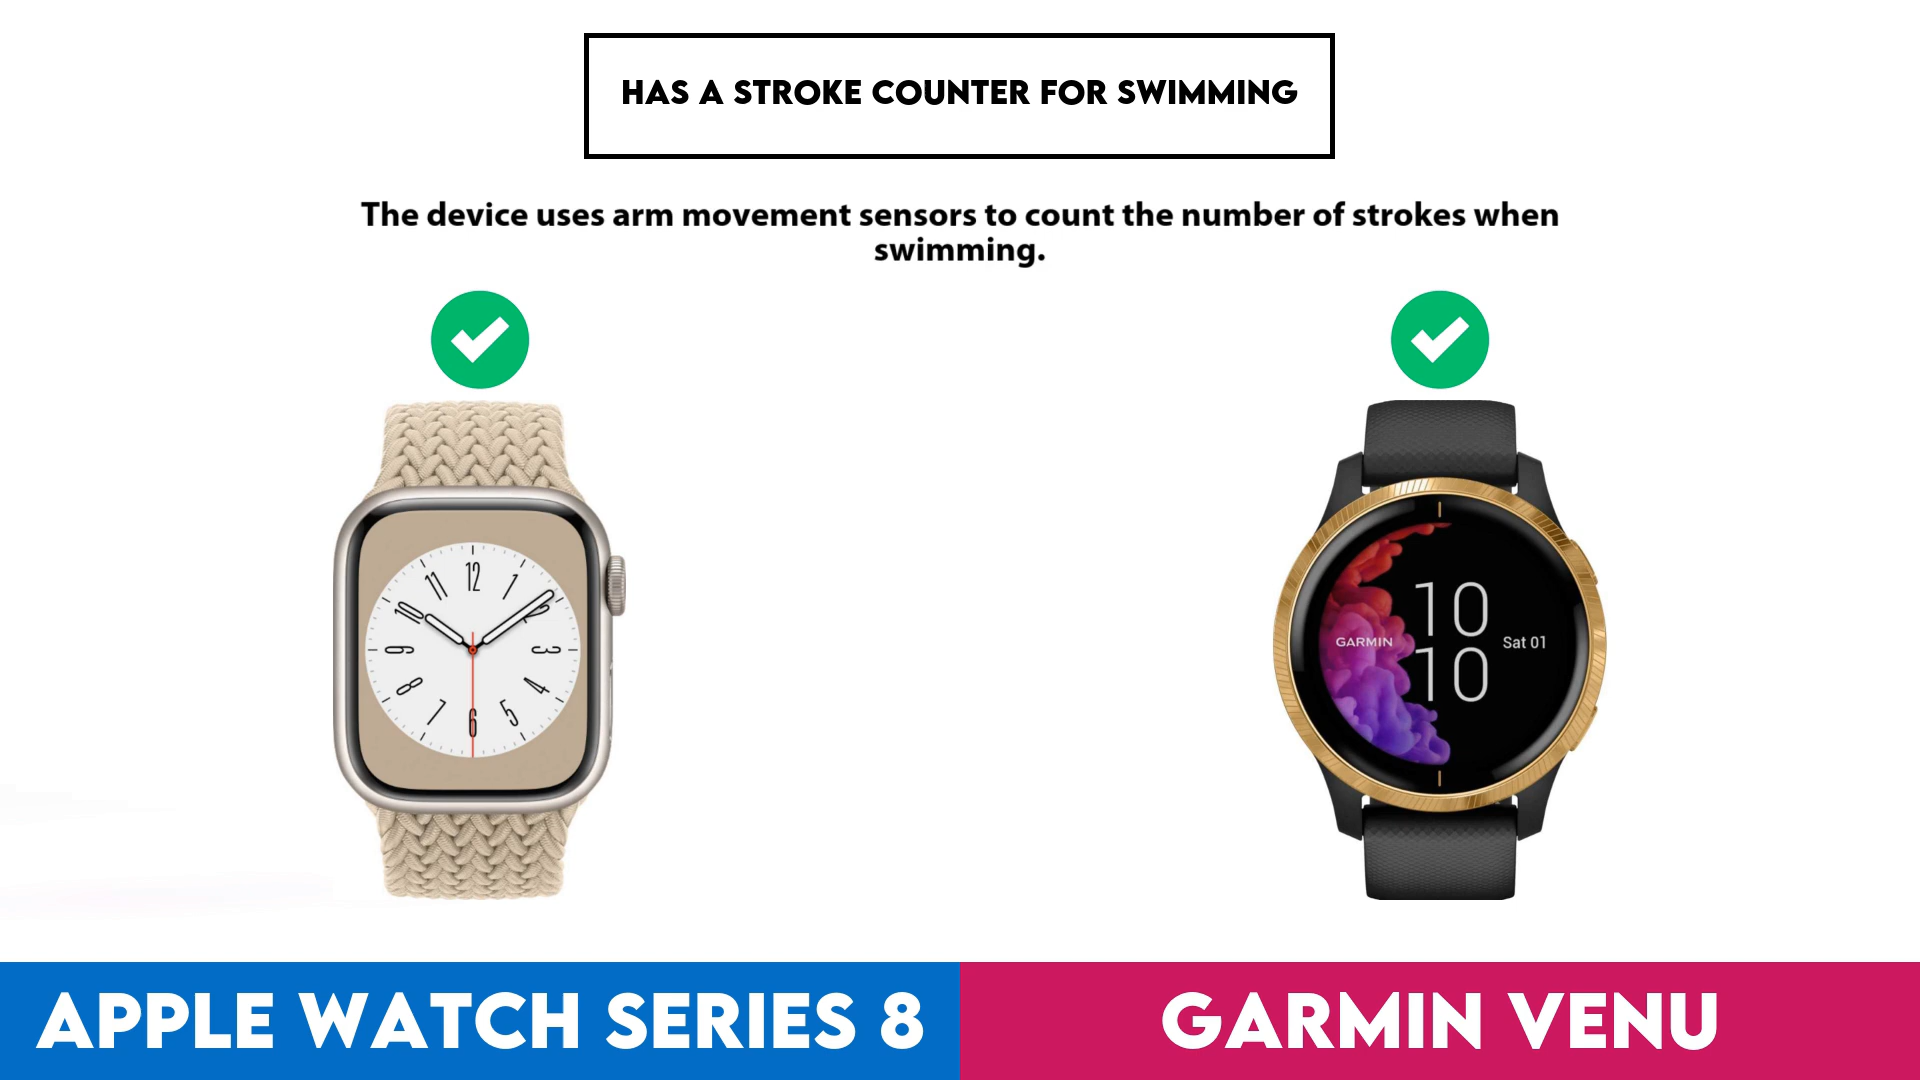 HAS A STROKE COUNTER FOR SWIMMING
The device uses arm movement sensors to count the number of strokes when
swimming.
12
11 1
10 2
9 3
8 4
7 5
6
10
GARMIN Sat 01
10
APPLE WATCH SERIES 8 GARMIN VENU